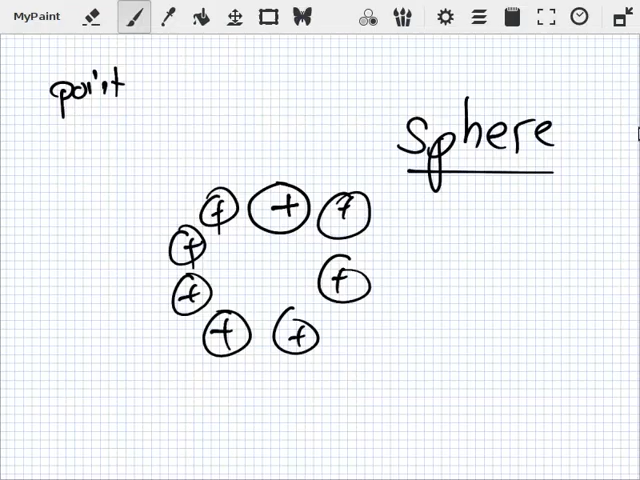 MyPaint
point
sphere
+ + +
+
+ +
+ +